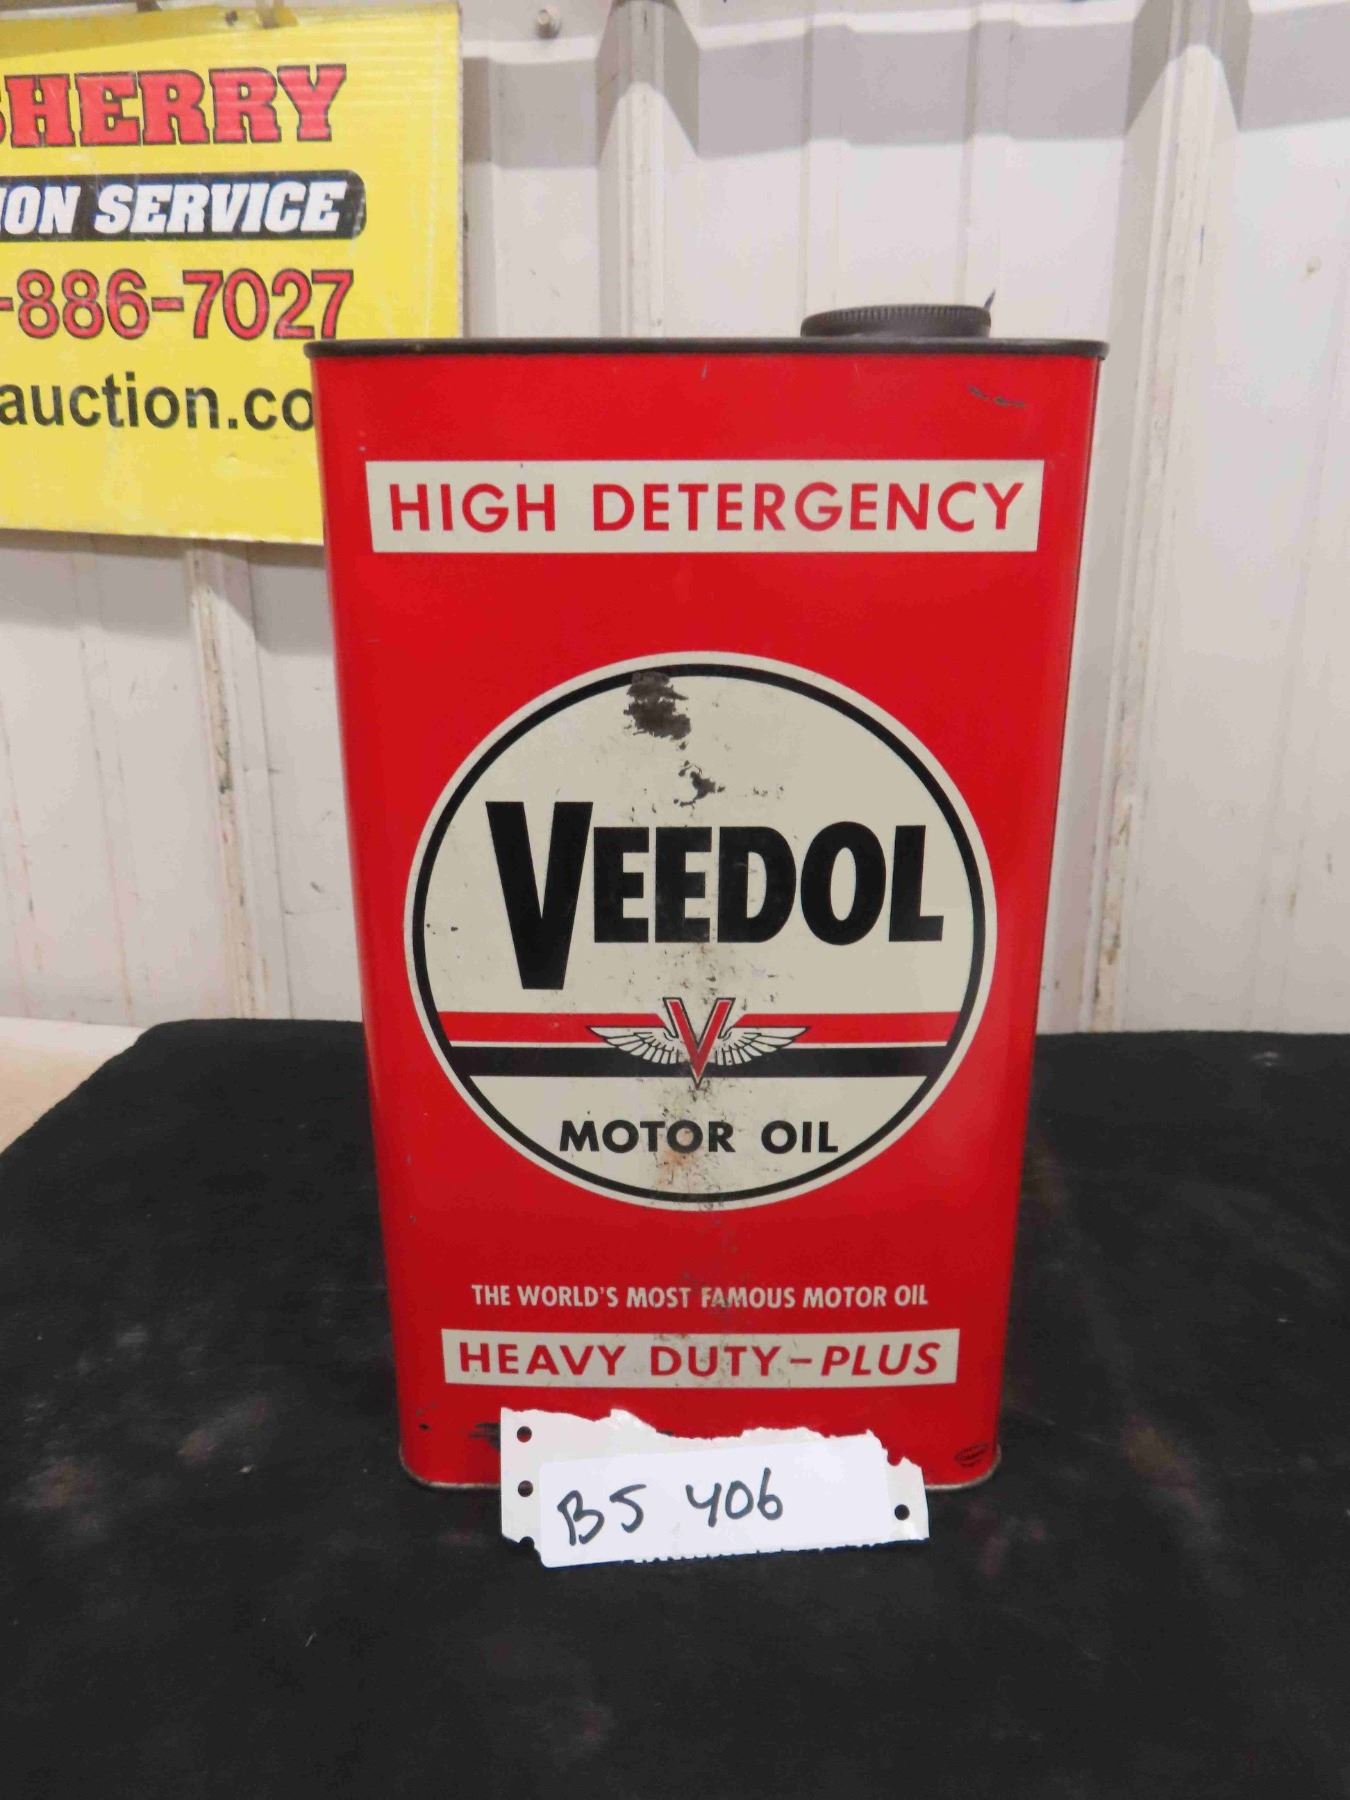 SHERRY
ION SERVICE
-886-7027
auction.co
HIGH DETERGENCY
VEEDOL
V
MOTOR OIL
THE WORLD'S MOST FAMOUS MOTOR OIL
HEAVY DUTY-PLUS
BJ 406